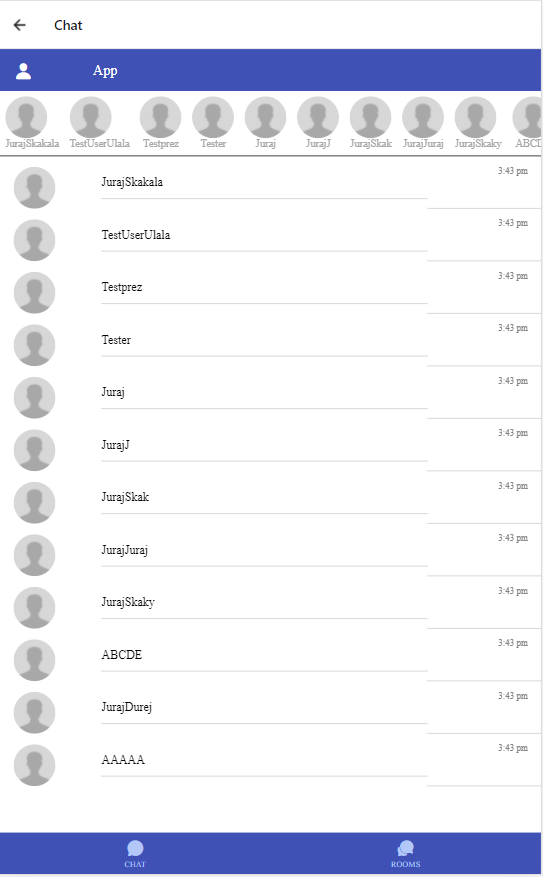 Chat
App
JurajSkakala TestUserUlala Testprez Tester Juraj JurajJ JurajSkak JurajJuraj JurajSkaky ABCD
JurajSkakala 3:43 pm
TestUserUlala 3:43 pm
Testprez 3:43 pm
Tester 3:43 pm
Juraj 3:43 pm
JurajJ 3:43 pm
JurajSkak 3:43 pm
JurajJuraj 3:43 pm
JurajSkaky 3:43 pm
ABCDE 3:43 pm
JurajDurej 3:43 pm
AAAAA 3:43 pm
CHAT ROOMS